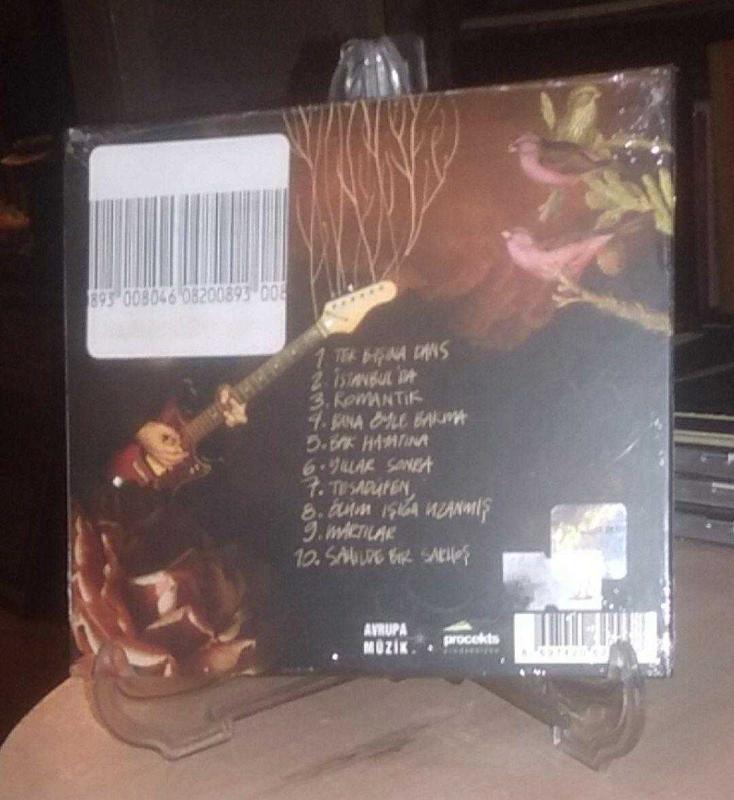 893 008046 08200893 008
1 TEK BAŞINA DANS
2. İSTANBUL'DA
3. ROMANTİK
4. BANA ÖYLE BAKMA
5. BAK HAYATINA
6. YILLAR SONRA
7. TESADÜFEN
8. ÖLÜM IŞIĞA UZANMIŞ
9. MARTILAR
10. SAHİLDE BİR SARHOŞ
AVRUPA
MÜZİK
procekts